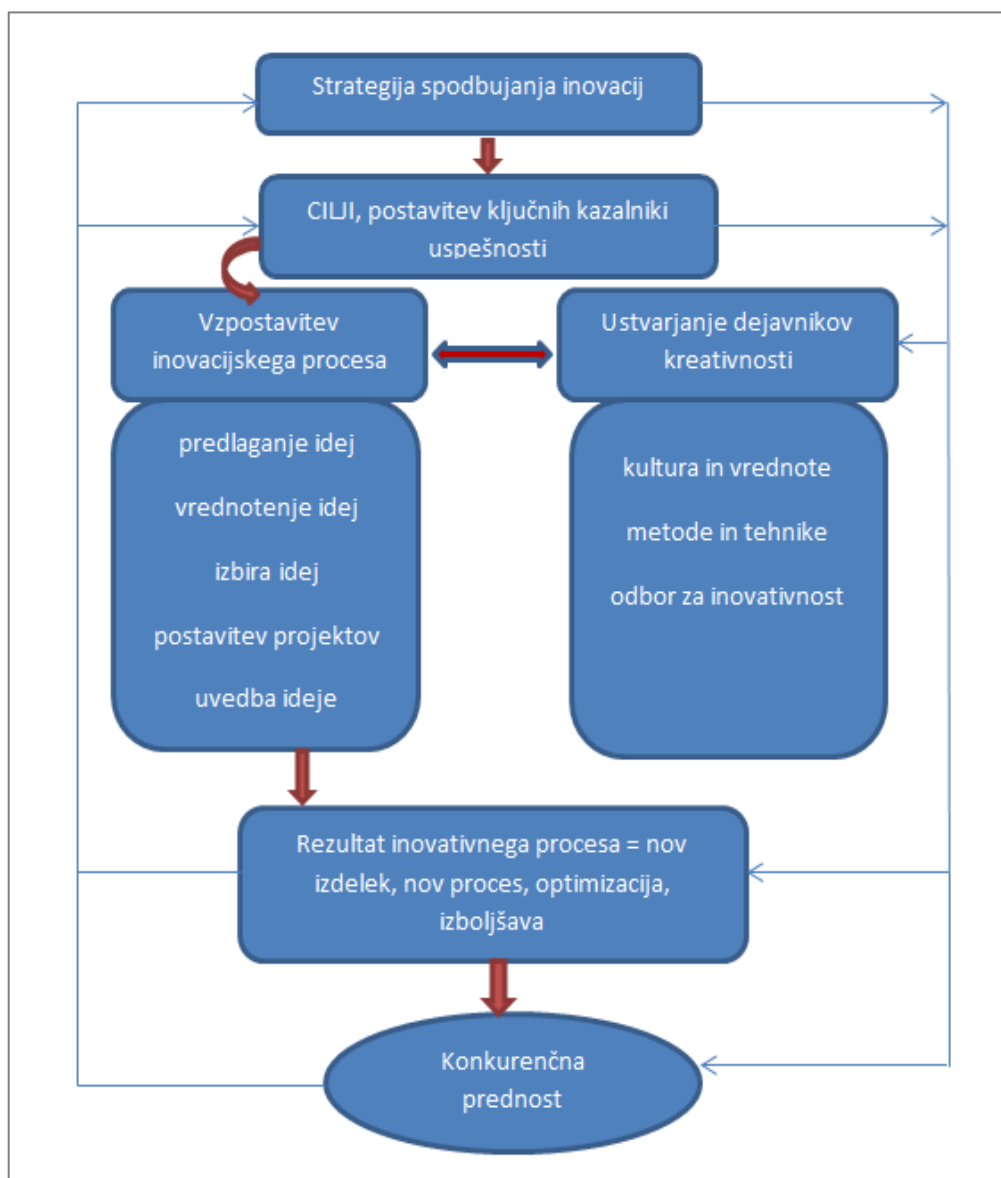 Strategija spodbujanja inovacij
CILJI, postavitev ključnih kazalniki
uspešnosti
Vzpostavitev
inovacijskega procesa
Ustvarjanje dejavnikov
kreativnosti
predlaganje idej
vrednotenje idej
izbira idej
postavitev projektov
uvedba ideje
kultura in vrednote
metode in tehnike
odbor za inovativnost
Rezultat inovativnega procesa = nov
izdelek, nov proces, optimizacija,
izboljšava
Konkurenčna
prednost